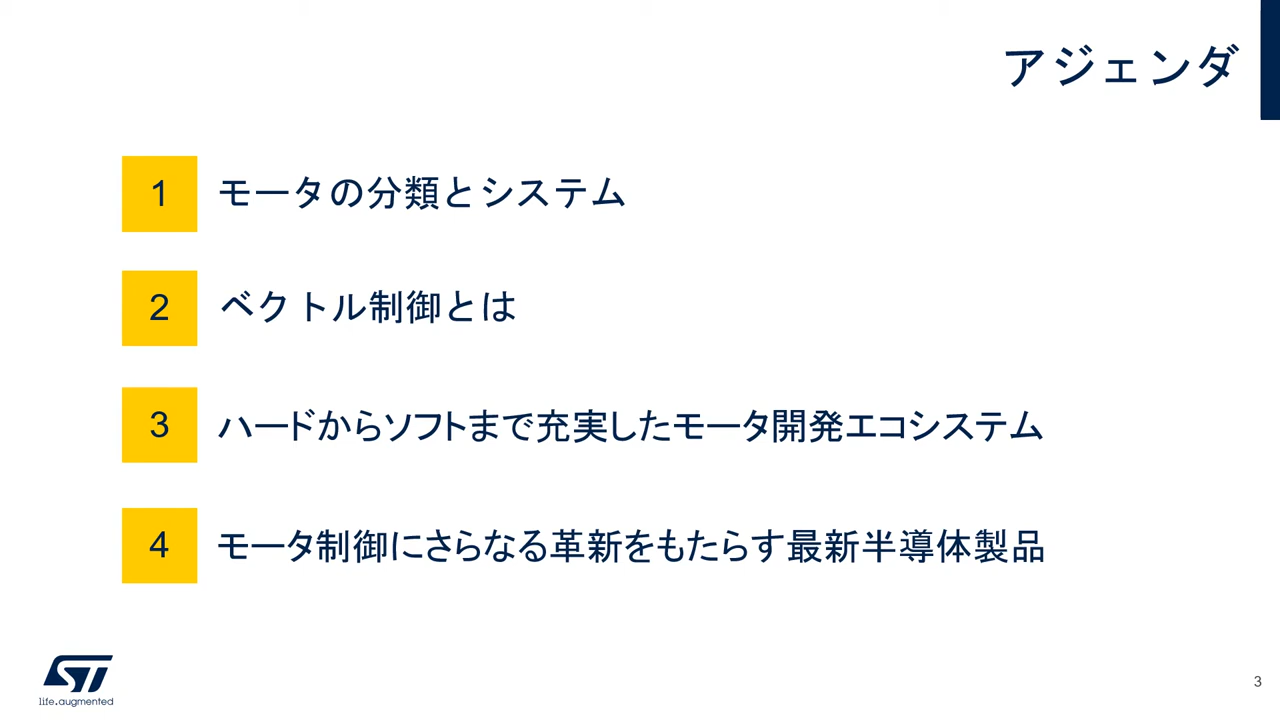 アジェンダ
1 モータの分類とシステム
2 ベクトル制御とは
3 ハードからソフトまで充実したモータ開発エコシステム
4 モータ制御にさらなる革新をもたらす最新半導体製品
ST
life.augmented
3